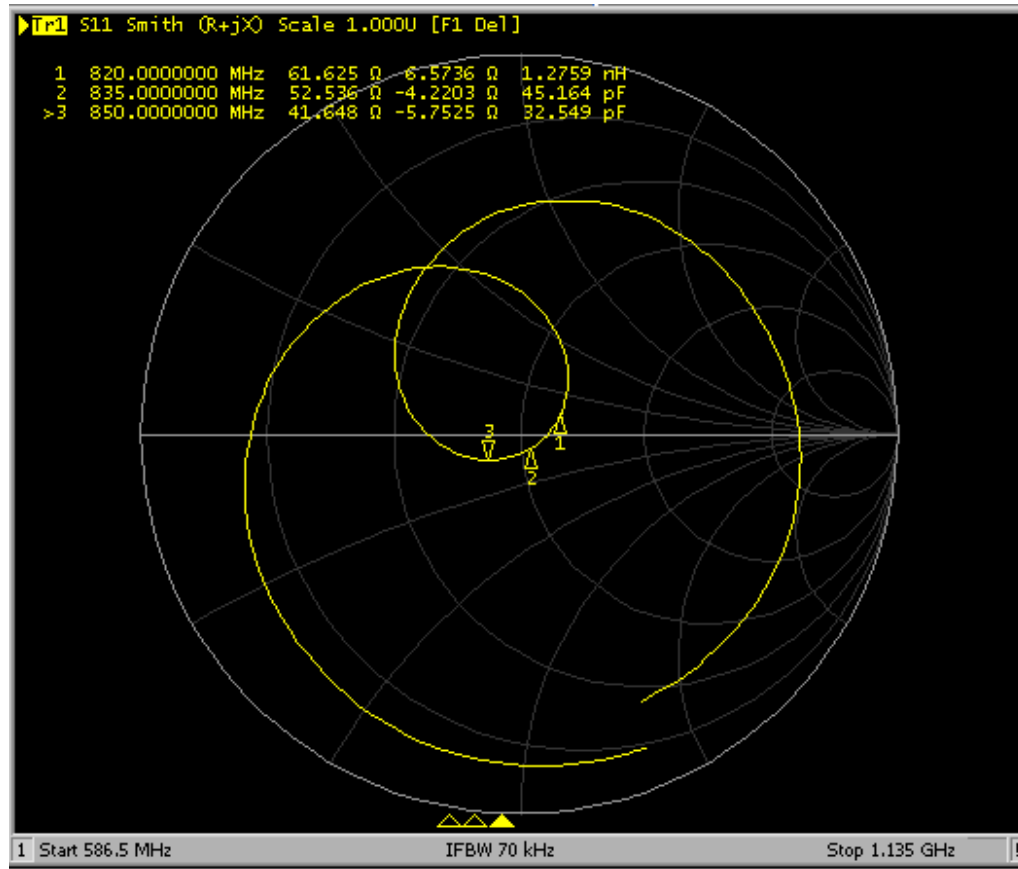 Tr1 S11 Smith (R+jX) Scale 1.000U [F1 Del]
1 820.0000000 MHz 61.625 Ω 6.5736 Ω 1.2759 nH
2 835.0000000 MHz 52.536 Ω -4.2203 Ω 45.164 pF
>3 850.0000000 MHz 41.648 Ω -5.7525 Ω 32.549 pF
3
1
2
1 Start 586.5 MHz IFBW 70 kHz Stop 1.135 GHz